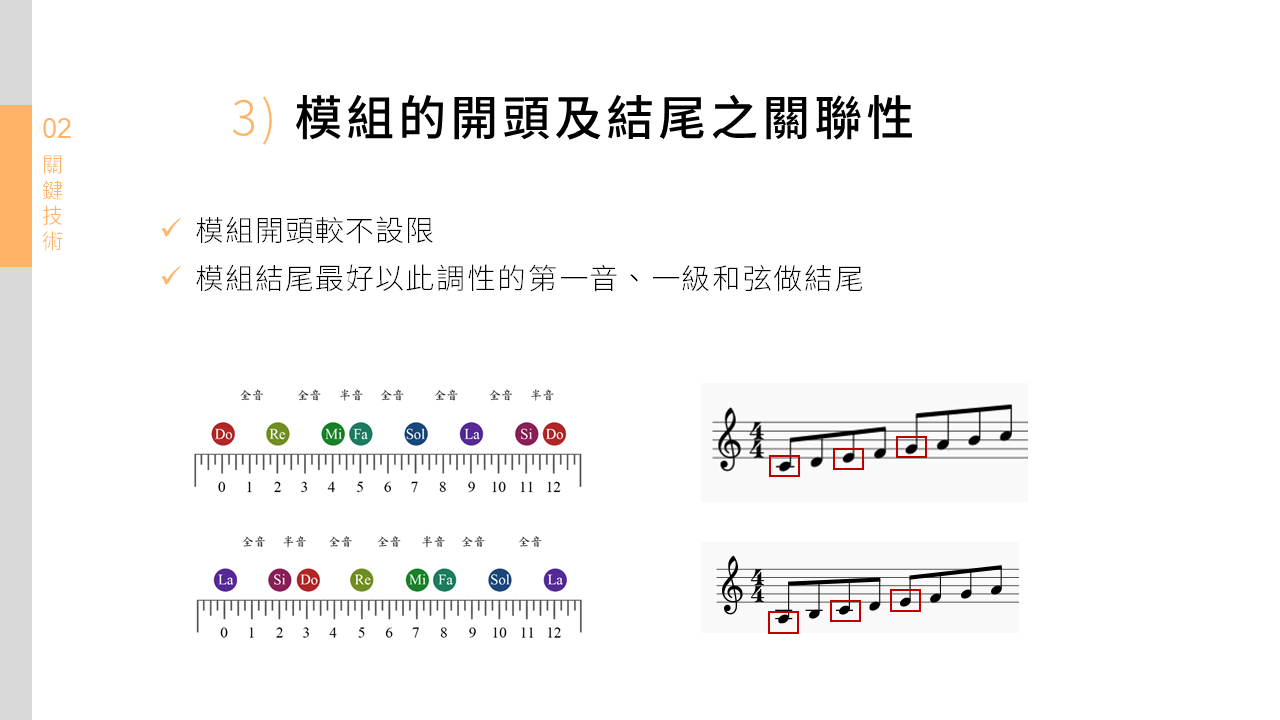 02
關
鍵
技
術
3) 模組的開頭及結尾之關聯性
模組開頭較不設限
模組結尾最好以此調性的第一音、一級和弦做結尾
全音 全音 半音 全音 全音 全音 半音
Do Re Mi Fa Sol La Si Do
0 1 2 3 4 5 6 7 8 9 10 11 12
4
4
全音 半音 全音 全音 半音 全音 全音
La Si Do Re Mi Fa Sol La
0 1 2 3 4 5 6 7 8 9 10 11 12
4
4